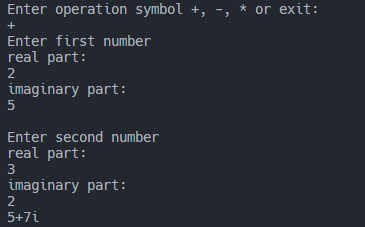 Enter operation symbol +, -, * or exit:
+
Enter first number
real part:
2
imaginary part:
5
Enter second number
real part:
3
imaginary part:
2
5+7i